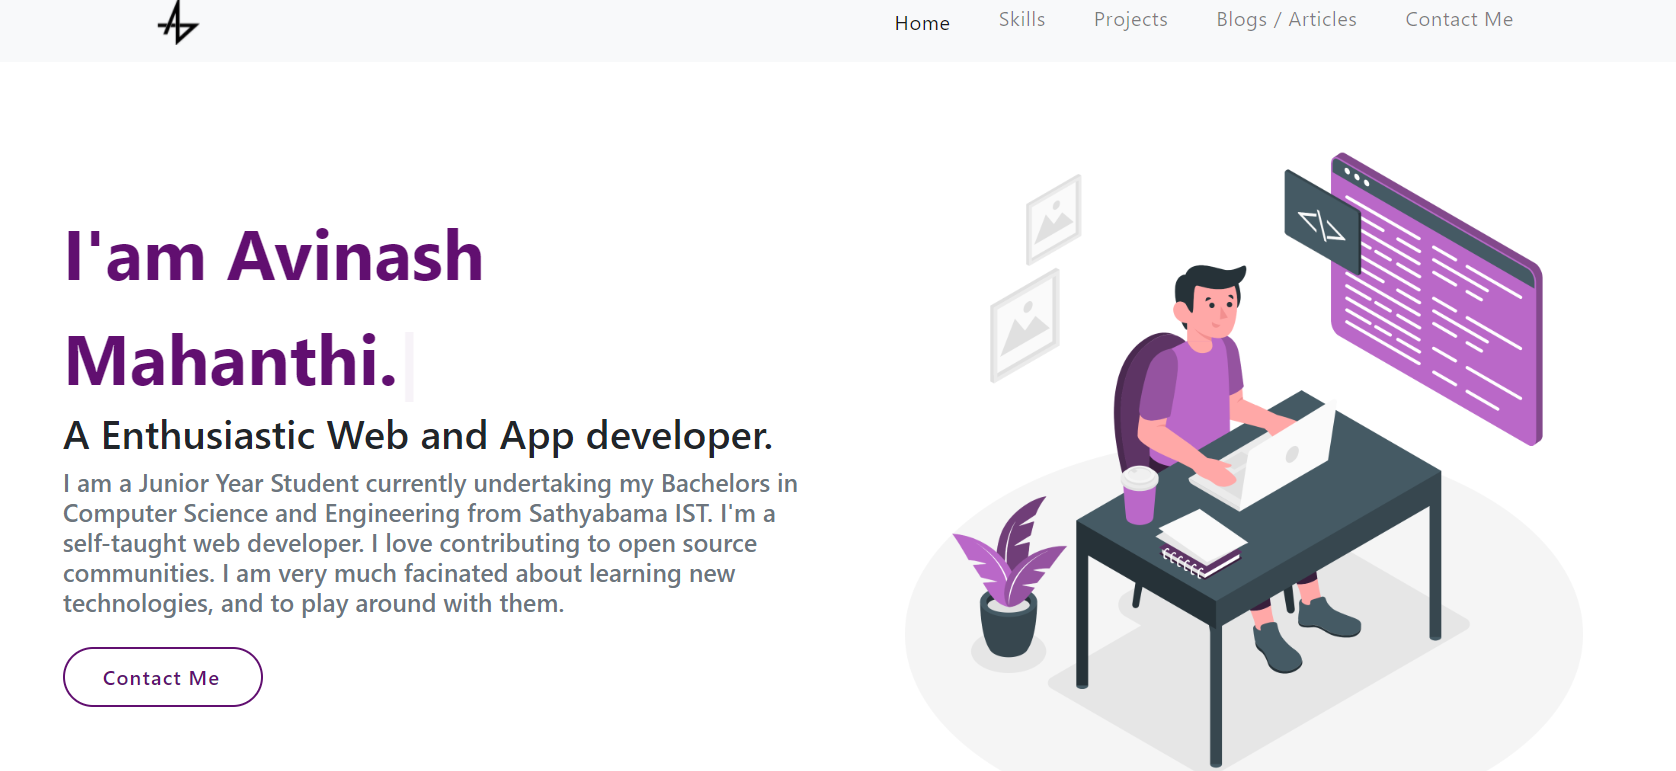 Home Skills Projects Blogs / Articles Contact Me
I'am Avinash
Mahanthi.
A Enthusiastic Web and App developer.
I am a Junior Year Student currently undertaking my Bachelors in
Computer Science and Engineering from Sathyabama IST. I'm a
self-taught web developer. I love contributing to open source
communities. I am very much facinated about learning new
technologies, and to play around with them.
Contact Me